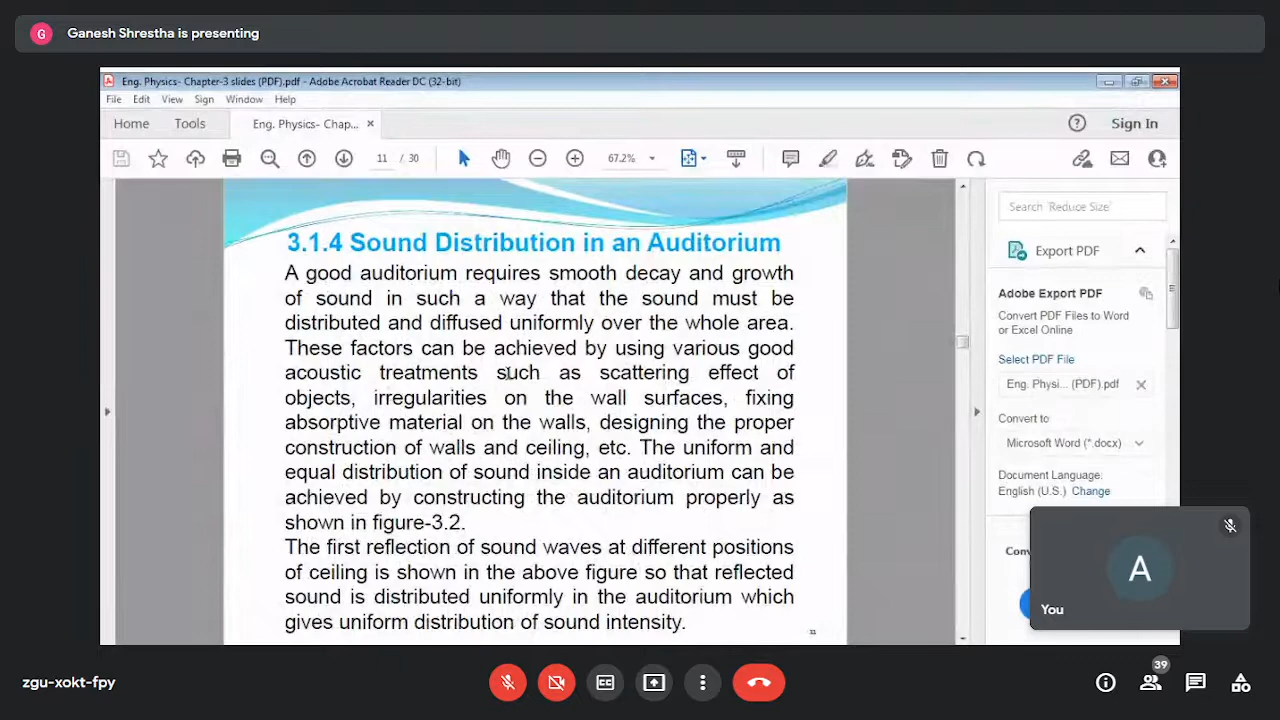 G Ganesh Shrestha is presenting
Eng. Physics- Chapter-3 slides (PDF).pdf - Adobe Acrobat Reader DC (32-bit)
File Edit View Sign Window Help
Home Tools Eng. Physics- Chap... × Sign In
11 / 30 67.2%
Search 'Reduce Size'
Export PDF
Adobe Export PDF
Convert PDF Files to Word
or Excel Online
Select PDF File
Eng. Physi... (PDF).pdf
Convert to
Microsoft Word (*.docx)
Document Language:
English (U.S.) Change
Conv
3.1.4 Sound Distribution in an Auditorium
A good auditorium requires smooth decay and growth
of sound in such a way that the sound must be
distributed and diffused uniformly over the whole area.
These factors can be achieved by using various good
acoustic treatments such as scattering effect of
objects, irregularities on the wall surfaces, fixing
absorptive material on the walls, designing the proper
construction of walls and ceiling, etc. The uniform and
equal distribution of sound inside an auditorium can be
achieved by constructing the auditorium properly as
shown in figure-3.2.
The first reflection of sound waves at different positions
of ceiling is shown in the above figure so that reflected
sound is distributed uniformly in the auditorium which
gives uniform distribution of sound intensity.
11
A
You
zgu-xokt-fpy
CC
39